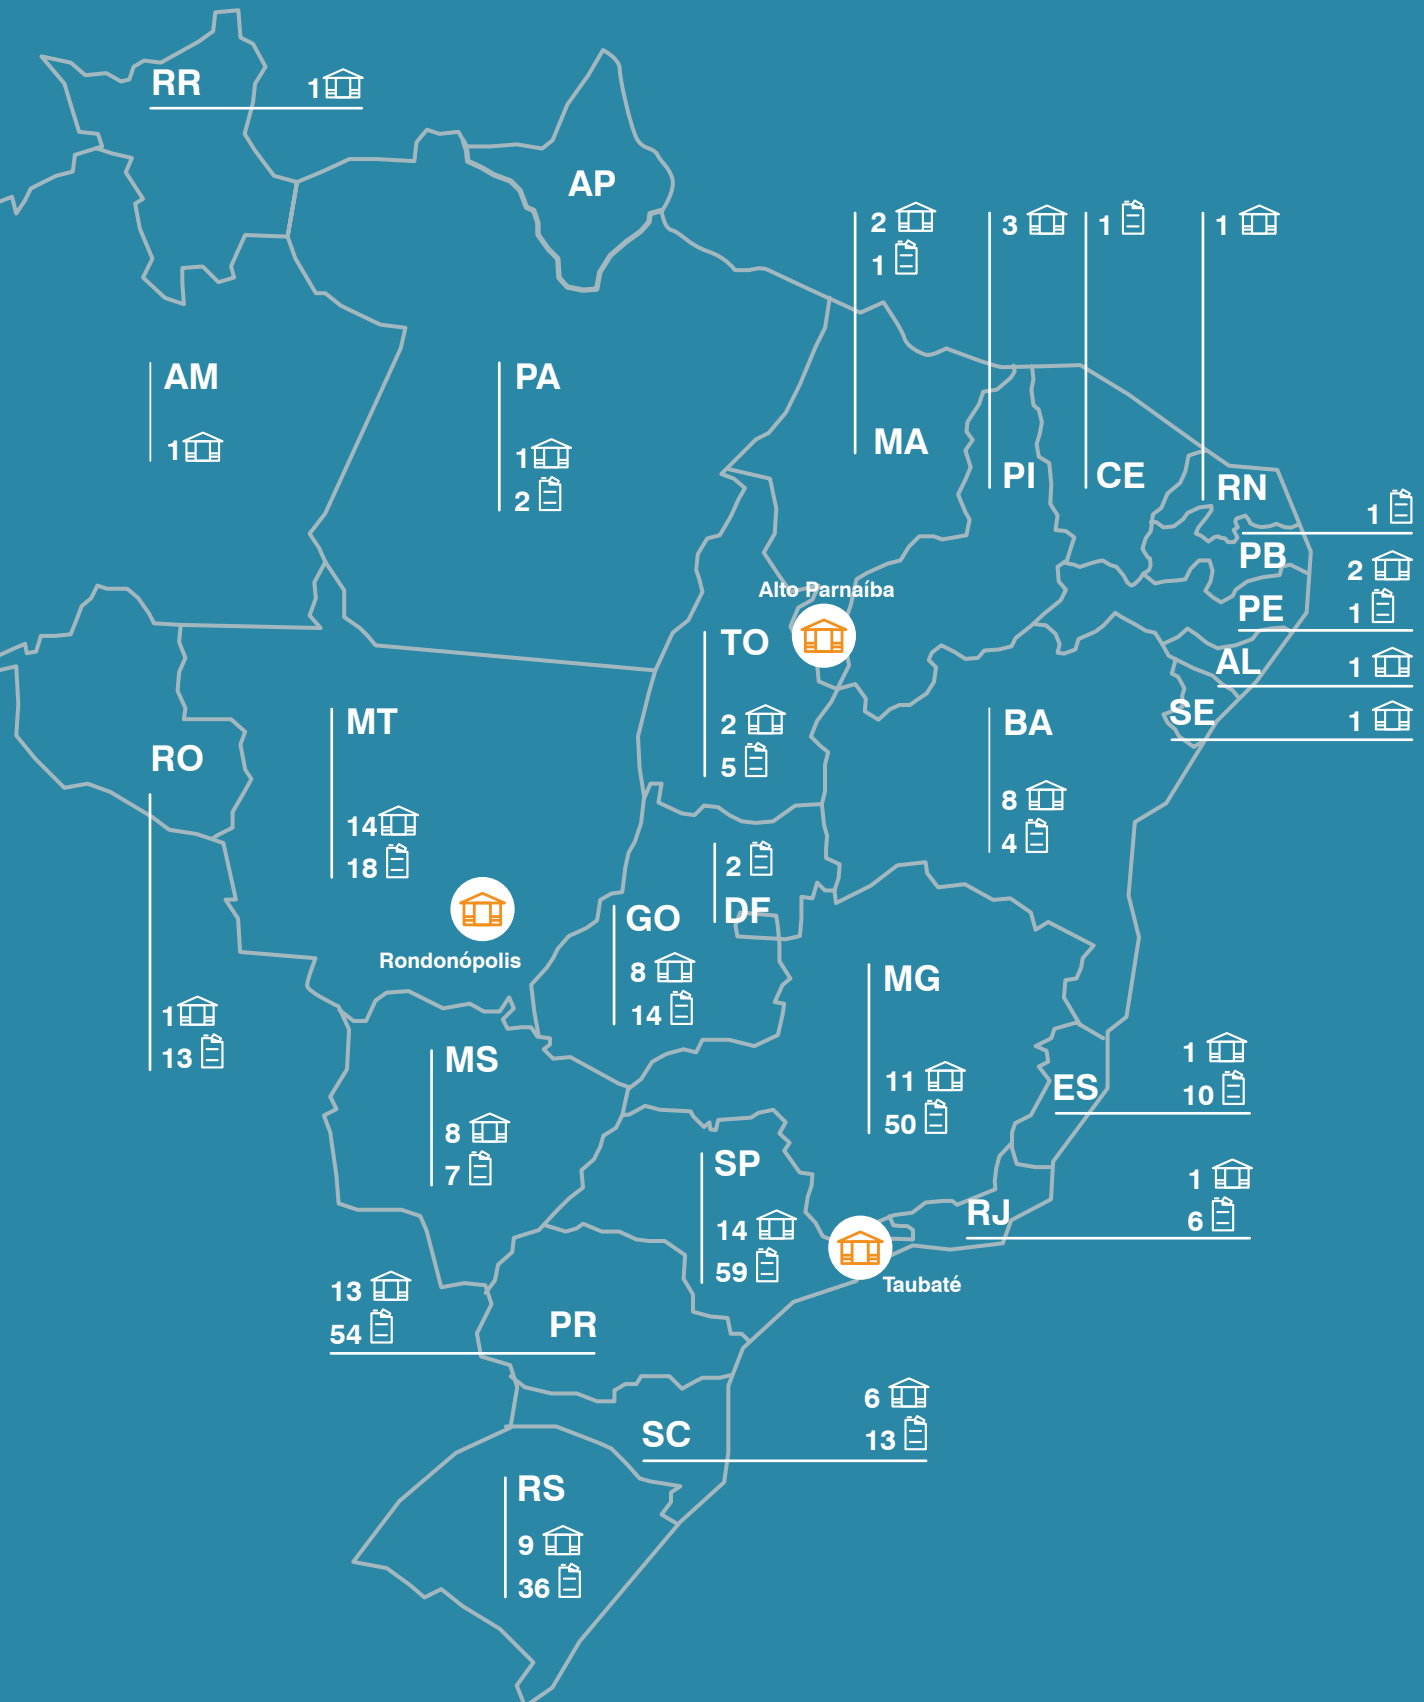 RR 1
AP
2
1
3
1
1
AM
1
PA
1
2
MA
PI
CE
RN
1
PB
2
PE
1
AL
1
SE
1
Alto Parnaíba
TO
2
5
MT
14
18
RO
1
13
BA
8
4
2
DF
GO
8
14
Rondonópolis
MG
11
50
MS
8
7
ES
1
10
SP
14
59
RJ
1
6
Taubaté
13
54
PR
6
13
SC
RS
9
36